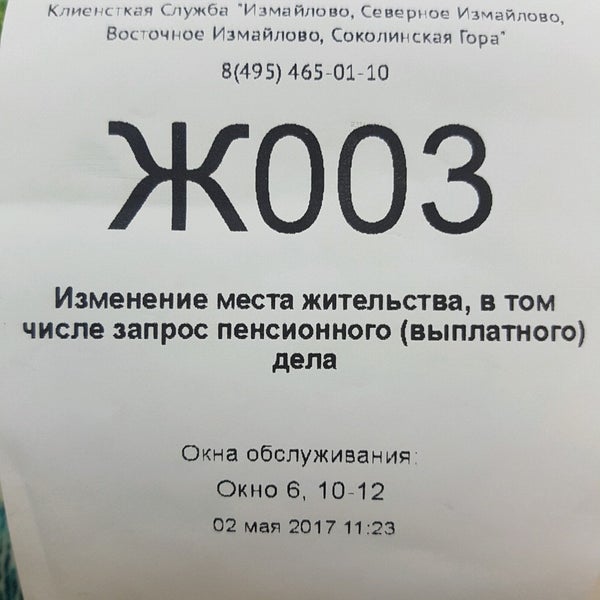 Клиенсткая Служба "Измайлово, Северное Измайлово,
Восточное Измайлово, Соколинская Гора"
8(495) 465-01-10
Ж003
Изменение места жительства, в том
числе запрос пенсионного (выплатного)
дела
Окна обслуживания:
Окно 6, 10-12
02 мая 2017 11:23